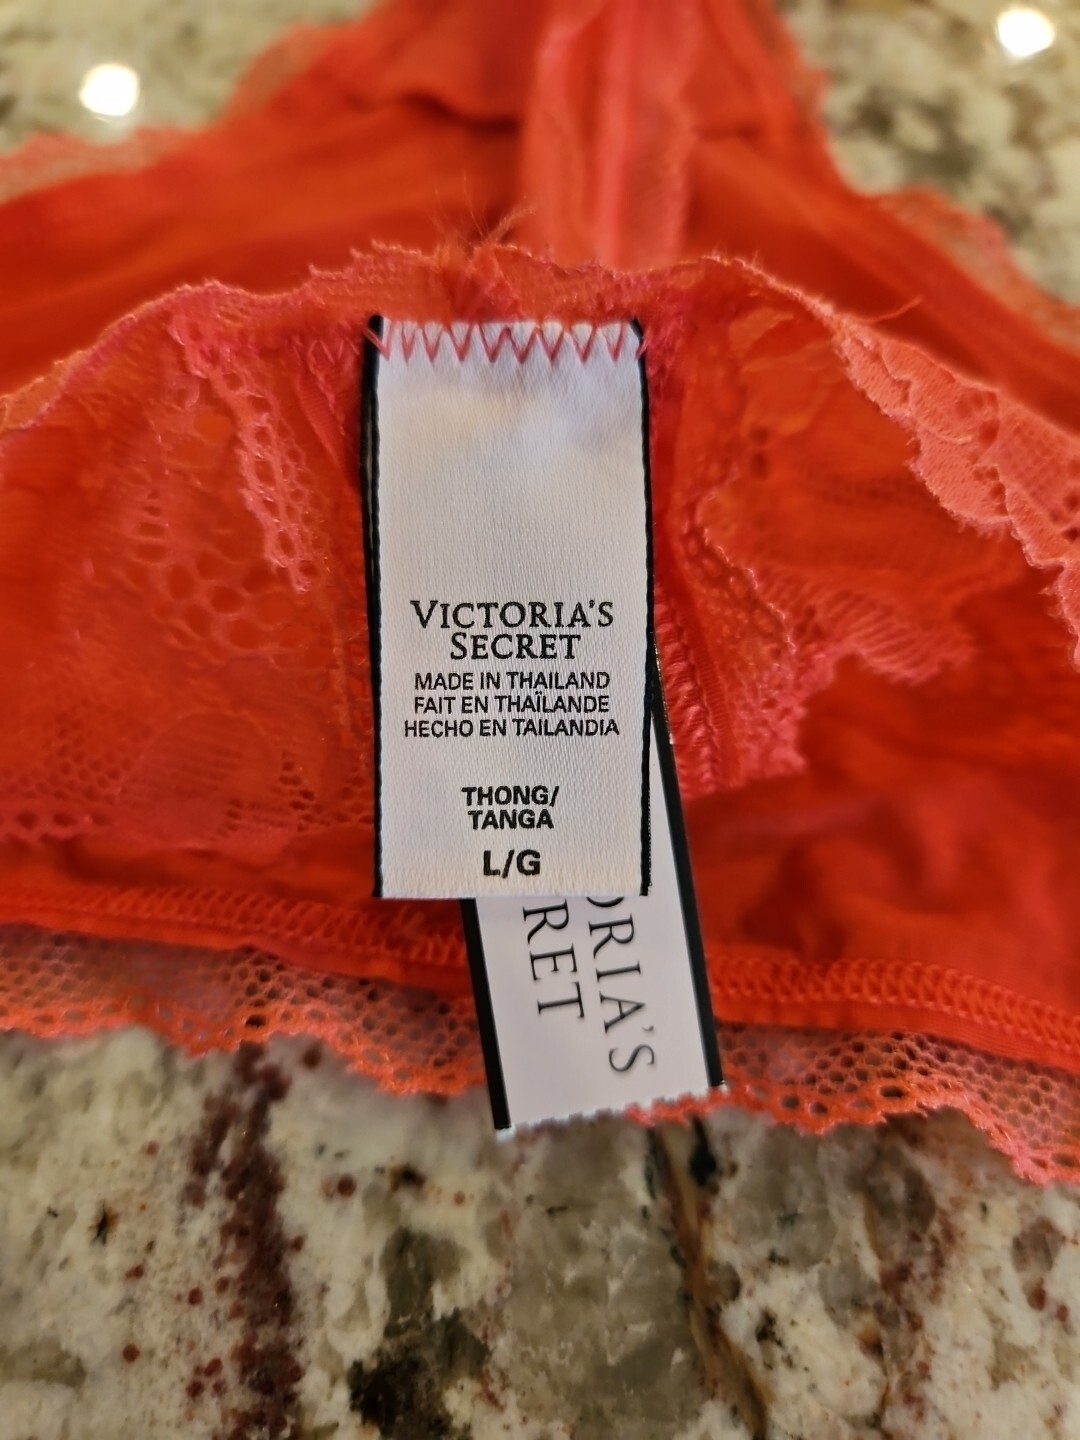 VICTORIA'S
SECRET
MADE IN THAILAND
FAIT EN THAÏLANDE
HECHO EN TAILANDIA
THONG/
TANGA
L/G
ORIA'S
RET